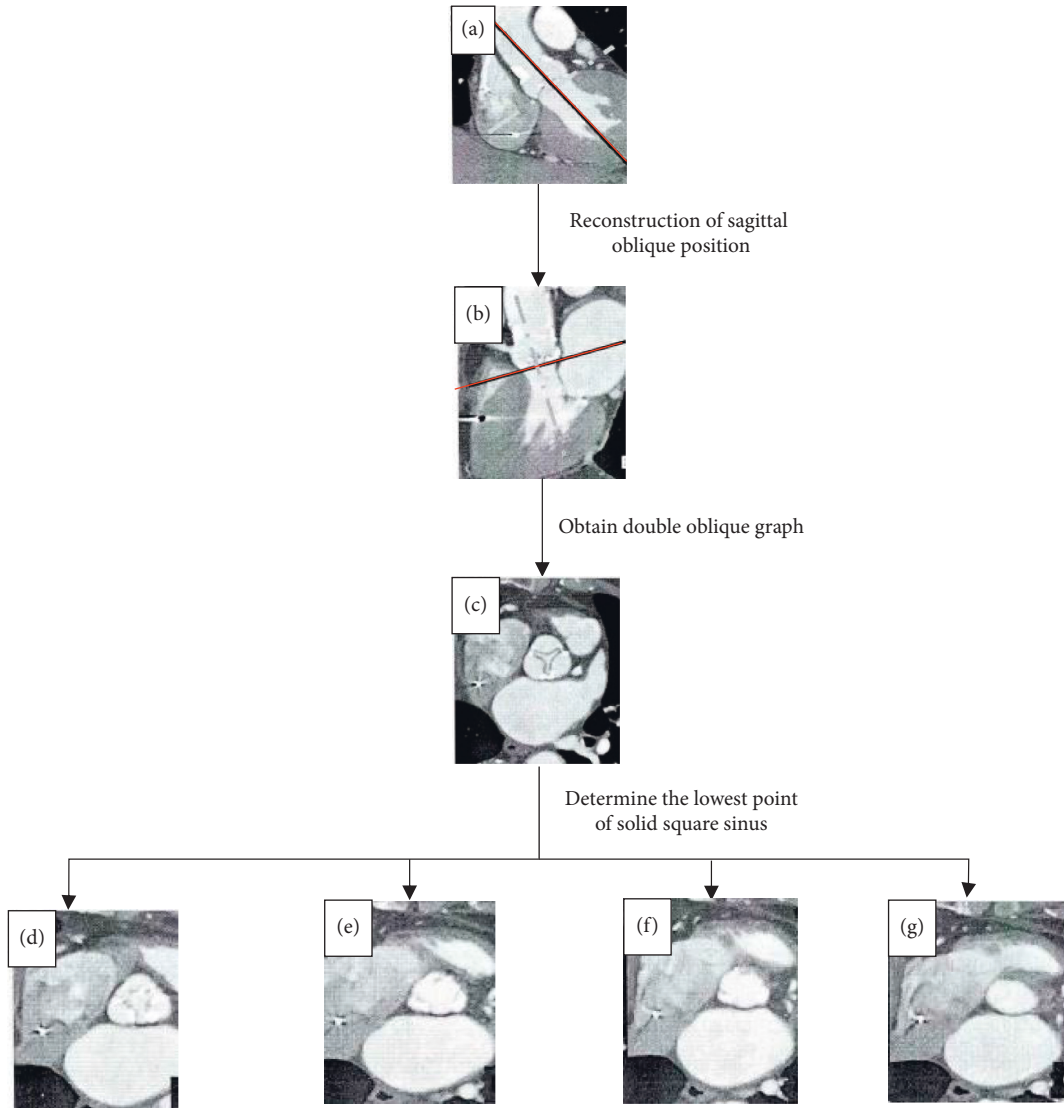 (a)
Reconstruction of sagittal
oblique position
(b)
Obtain double oblique graph
(c)
Determine the lowest point
of solid square sinus
(d)
(e)
(f)
(g)